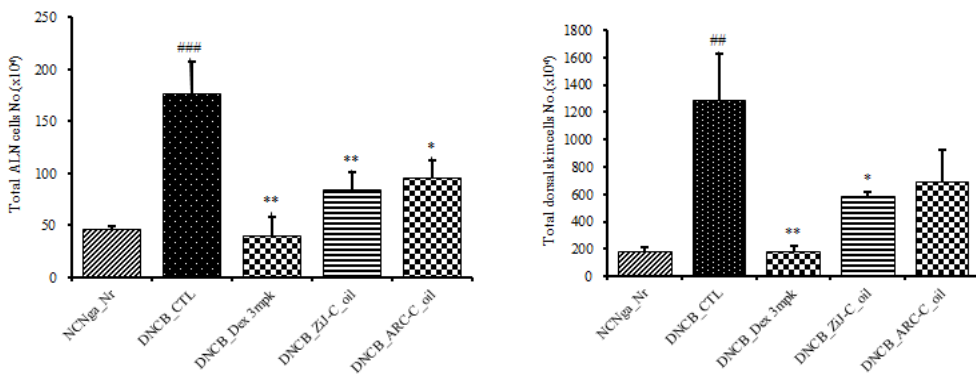 Total ALN cells No.(x10⁴)
250
200
150
100
50
0
###
**
**
*
NCNga_Nr
DNCB_CTL
DNCB_Dex 3mpk
DNCB_ZIJ-C_oil
DNCB_ARC-C_oil
Total dorsal skin cells No.(x10⁴)
1800
1600
1400
1200
1000
800
600
400
200
0
##
**
*
NCNga_Nr
DNCB_CTL
DNCB_Dex 3mpk
DNCB_ZIJ-C_oil
DNCB_ARC-C_oil